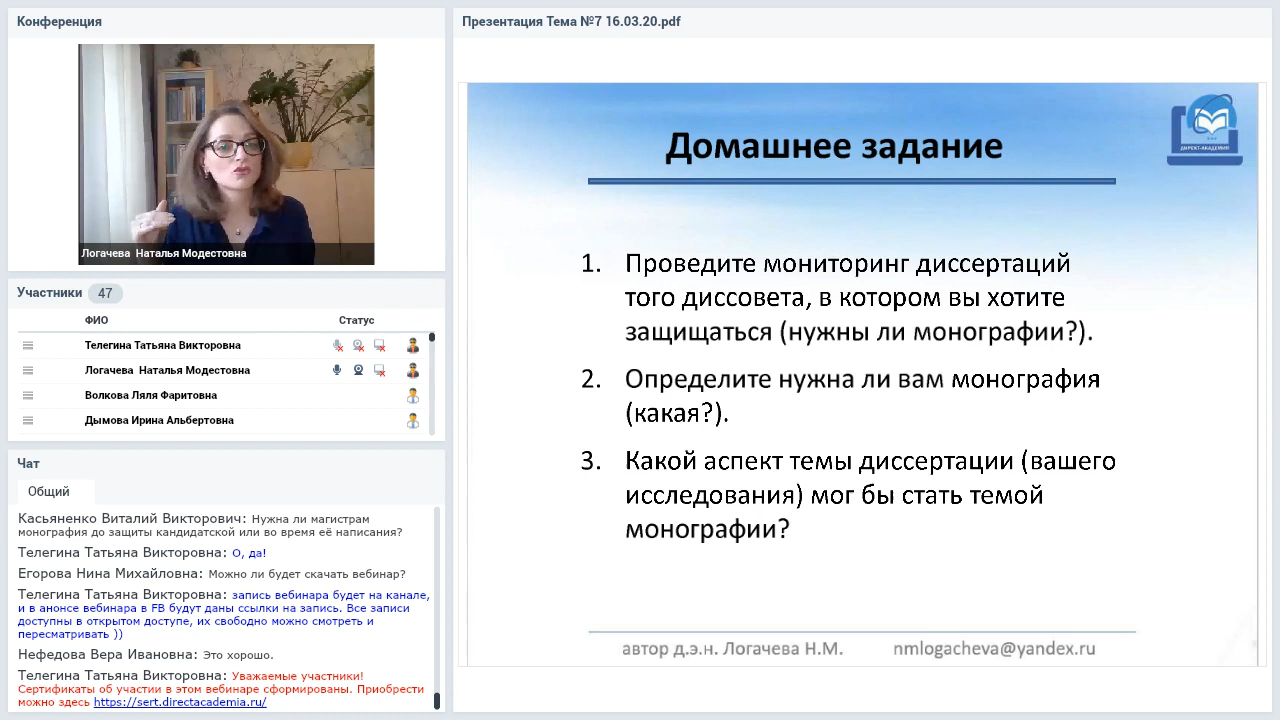 Конференция
Логачева Наталья Модестовна
Участники 47
ФИО Статус
Телегина Татьяна Викторовна
Логачева Наталья Модестовна
Волкова Ляля Фаритовна
Дымова Ирина Альбертовна
Чат
Общий
Касьяненко Виталий Викторович: Нужна ли магистрам
монография до защиты кандидатской или во время её написания?
Телегина Татьяна Викторовна: О, да!
Егорова Нина Михайловна: Можно ли будет скачать вебинар?
Телегина Татьяна Викторовна: запись вебинара будет на канале,
и в анонсе вебинара в FB будут даны ссылки на запись. Все записи
доступны в открытом доступе, их свободно можно смотреть и
пересматривать ))
Нефедова Вера Ивановна: Это хорошо.
Телегина Татьяна Викторовна: Уважаемые участники!
Сертификаты об участии в этом вебинаре сформированы. Приобрести
можно здесь https://sert.directacademia.ru/
Презентация Тема №7 16.03.20.pdf
ДИРЕКТ-АКАДЕМИЯ
Домашнее задание
1. Проведите мониторинг диссертаций
того диссовета, в котором вы хотите
защищаться (нужны ли монографии?).
2. Определите нужна ли вам монография
(какая?).
3. Какой аспект темы диссертации (вашего
исследования) мог бы стать темой
монографии?
автор д.э.н. Логачева Н.М. nmlogacheva@yandex.ru